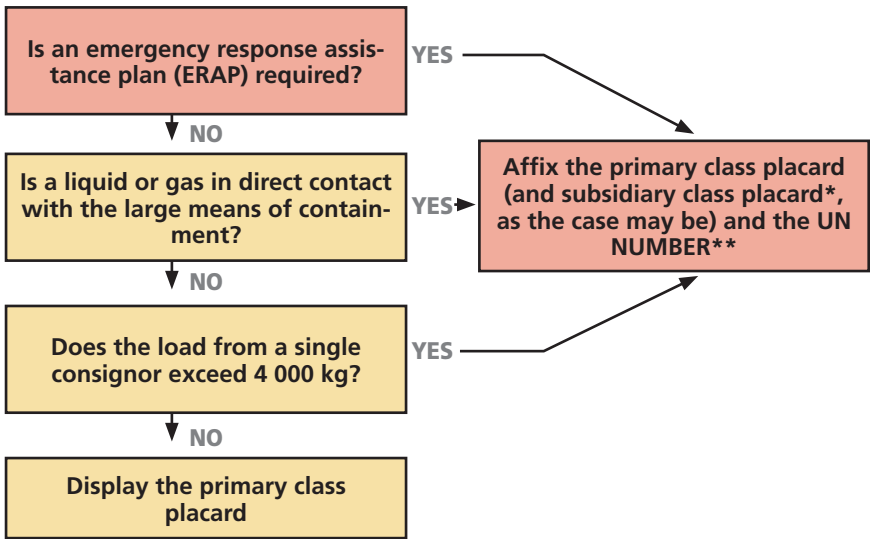 Is an emergency response assis-
tance plan (ERAP) required?
YES
NO
Is a liquid or gas in direct contact
with the large means of contain-
ment?
YES
Affix the primary class placard
(and subsidiary class placard*,
as the case may be) and the UN
NUMBER**
NO
Does the load from a single
consignor exceed 4 000 kg?
YES
NO
Display the primary class
placard